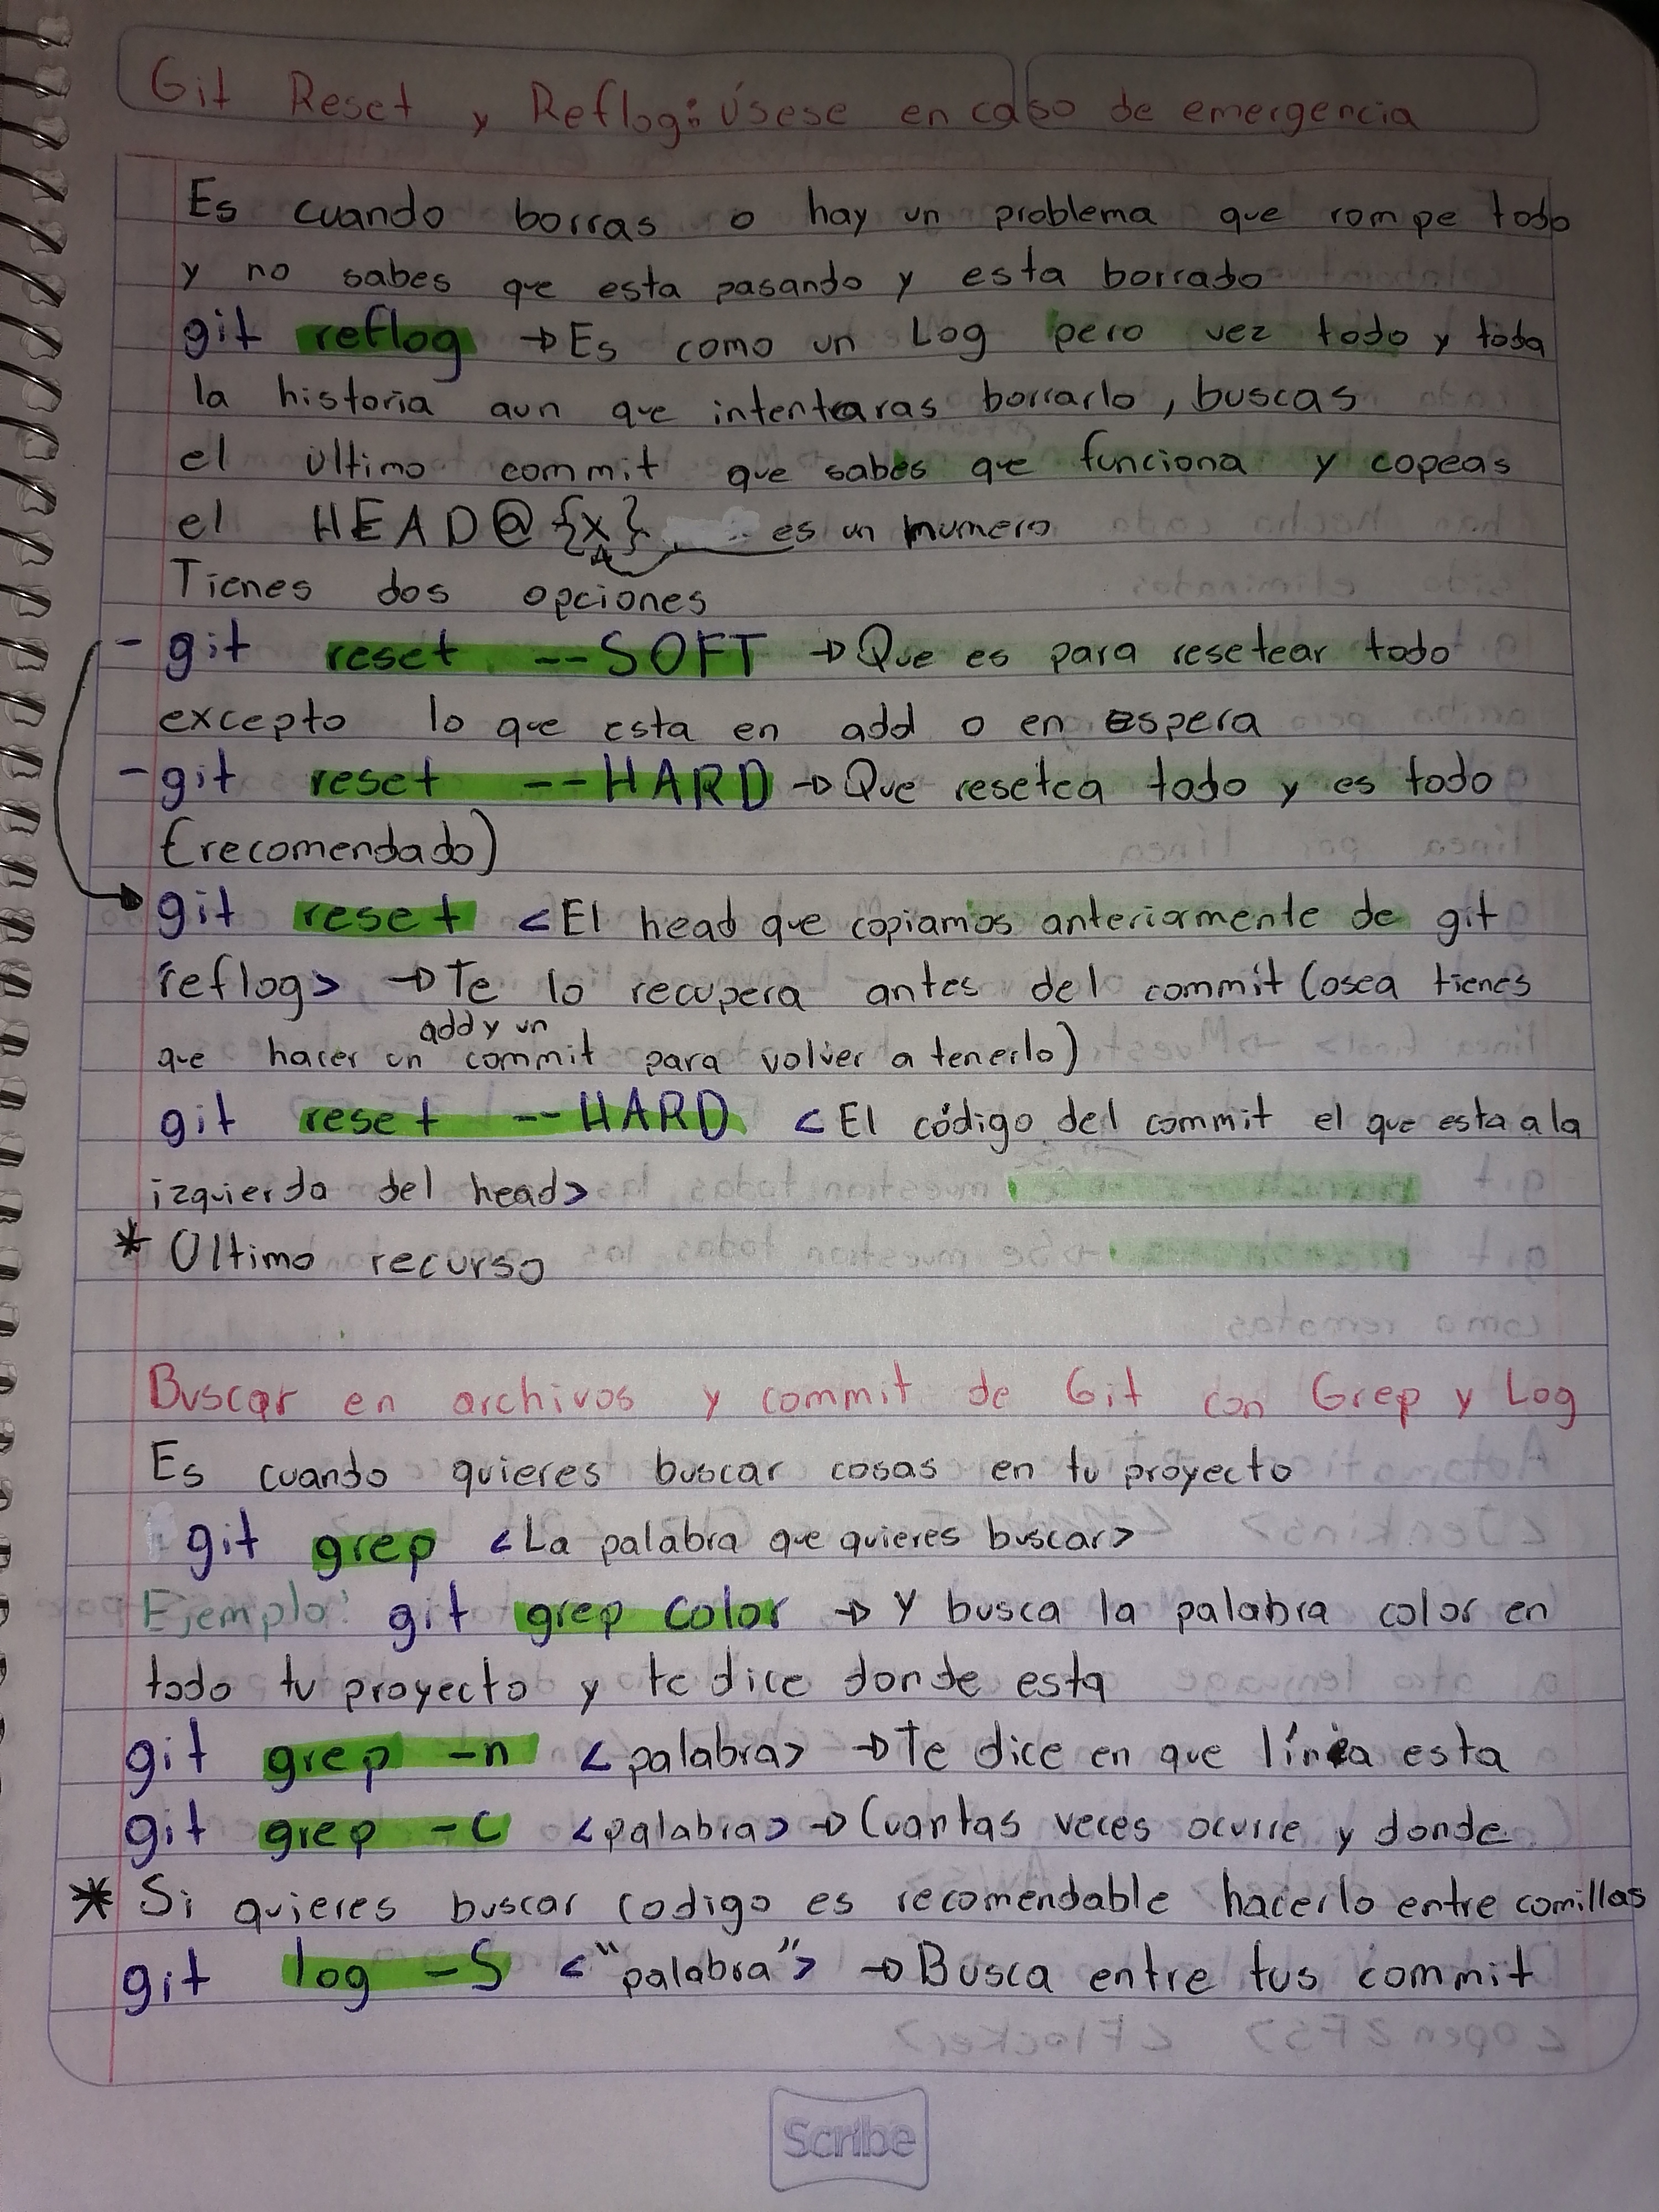 Git Reset y Reflog: úsese en caso de emergencia
Es cuando borras o hay un problema que rompe todo
y no sabes que esta pasando y esta borrado
git reflog → Es como un Log pero vez todo y toda
la historia aun que intentaras borrarlo, buscas
el ultimo commit que sabes que funciona y copeas
el HEAD@{x} es un numero
Tienes dos opciones
- git reset --SOFT → Que es para resetear todo
excepto lo que esta en add o en espera
- git reset --HARD → Que resetea todo y es todo
(recomendado)
git reset <El head que copiamos anteriormente de git
reflog> → Te lo recupera antes del commit (osea tienes
add y un
que hacer un commit para volver a tenerlo)
git reset --HARD <El código del commit el que esta a la
izquierda del head>
* Ultimo recurso
Buscar en archivos y commit de Git con Grep y Log
Es cuando quieres buscar cosas en tu proyecto
git grep <La palabra que quieres buscar>
Ejemplo: git grep color → Y busca la palabra color en
todo tu proyecto y te dice donde esta
git grep -n <palabra> → Te dice en que línea esta
git grep -c <palabra> → Cuantas veces ocurre y donde
* Si quieres buscar codigo es recomendable hacerlo entre comillas
git log -S <"palabra"> → Busca entre tus commit
Scribe